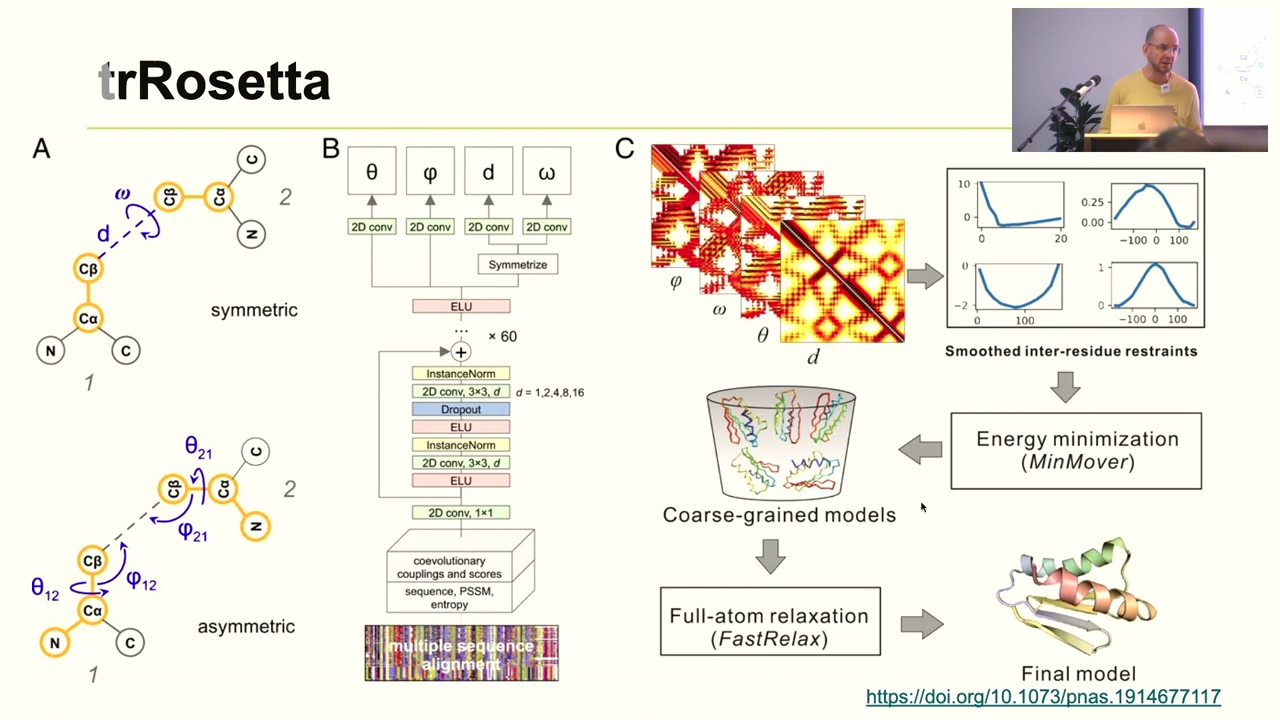 trRosetta
A
ω
d
Cβ
Cα
C
N
2
Cβ
Cα
N
C
1
symmetric
θ21
φ21
Cβ
Cα
C
N
2
θ12
φ12
Cβ
Cα
N
C
1
asymmetric
B
θ
φ
d
ω
2D conv
2D conv
2D conv
2D conv
Symmetrize
ELU
...
× 60
+
InstanceNorm
2D conv, 3×3, d
d = 1,2,4,8,16
Dropout
ELU
InstanceNorm
2D conv, 3×3, d
ELU
2D conv, 1×1
coevolutionary
couplings and scores
sequence, PSSM,
entropy
multiple sequence
alignment
C
φ
ω
θ
d
10
0
0
20
0.25
0.00
−100 0 100
0
−2
0
100
1
0
−100 0 100
Smoothed inter-residue restraints
Energy minimization
(MinMover)
Coarse-grained models
Full-atom relaxation
(FastRelax)
Final model
https://doi.org/10.1073/pnas.1914677117